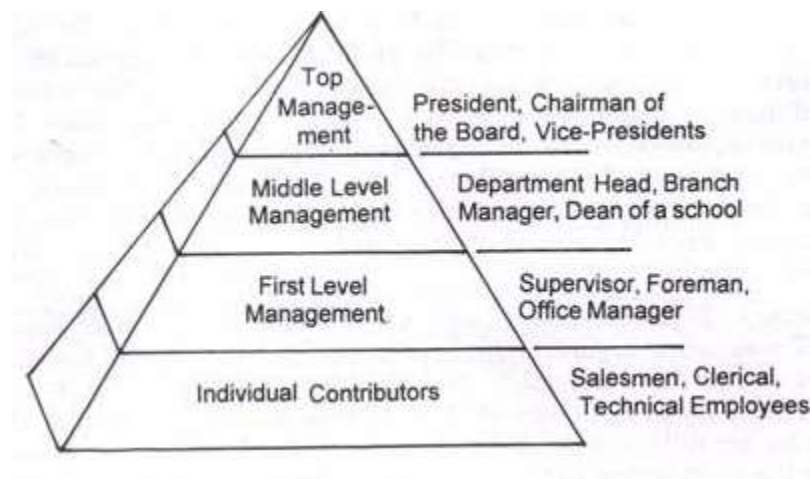 Top
Manage-
ment
President, Chairman of
the Board, Vice-Presidents
Middle Level
Management
Department Head, Branch
Manager, Dean of a school
First Level
Management
Supervisor, Foreman,
Office Manager
Individual Contributors
Salesmen, Clerical,
Technical Employees